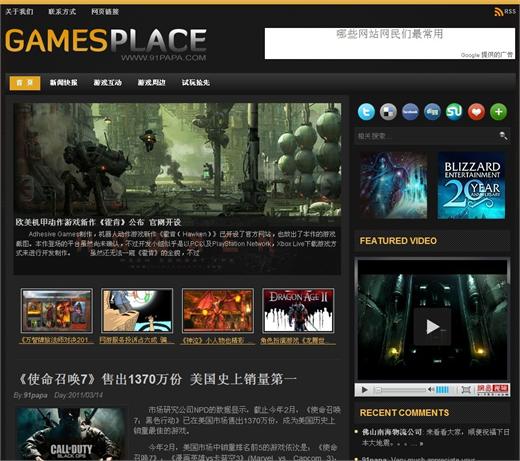 关于我们 联系方式 网页链接
RSS
GAMESPLACE
WWW.91PAPA.COM
哪些网站网民们最常用
Google 提供的广告
首 页 新闻快报 游戏互动 游戏周边 试玩抢先
相关搜索...
欧美机甲动作游戏新作《霍肯》公布 官网开设
Adhesive Games制作，机器人动作游戏新作《霍肯（ Hawken ）》已开设了官方网站，也放出了本作的游戏
截图。本作登场的平台虽然尚未确认，不过开发小组似乎是以PC以及PlayStation Network，Xbox Live下载游戏方
式来进行开发制作。 虽然还无法一窥《霍肯》的全貌，不过
BLIZZARD
ENTERTAINMENT
20 YEAR
ANNIVERSARY
FEATURED VIDEO
DRAGON AGE II
《万智牌旅法师对决201...
网游服务投诉占六成 骗...
《神泣》小人物也精彩 ...
角色扮演游戏《龙腾世...
《使命召唤7》售出1370万份 美国史上销量第一
By:91papa Day:2011/03/14
市场研究公司NPD的数据显示，截止今年2月，《使命召
唤7：黑色行动》已在美国市场售出1370万份，成为美国历史上
销量最佳的游戏。
今年2月，美国市场中销量排名前5的游戏依次是：《使命
召唤7》、《漫画英雄vs卡普空3》(Marvel vs. Capcom 3)、
CALL·DUTY
BLACK OPS
网易视频
RECENT COMMENTS
佛山南海物流公司: 来看看大家，顺便祝福下日
本大地震。。。... »
91papa: Very much appreciate your